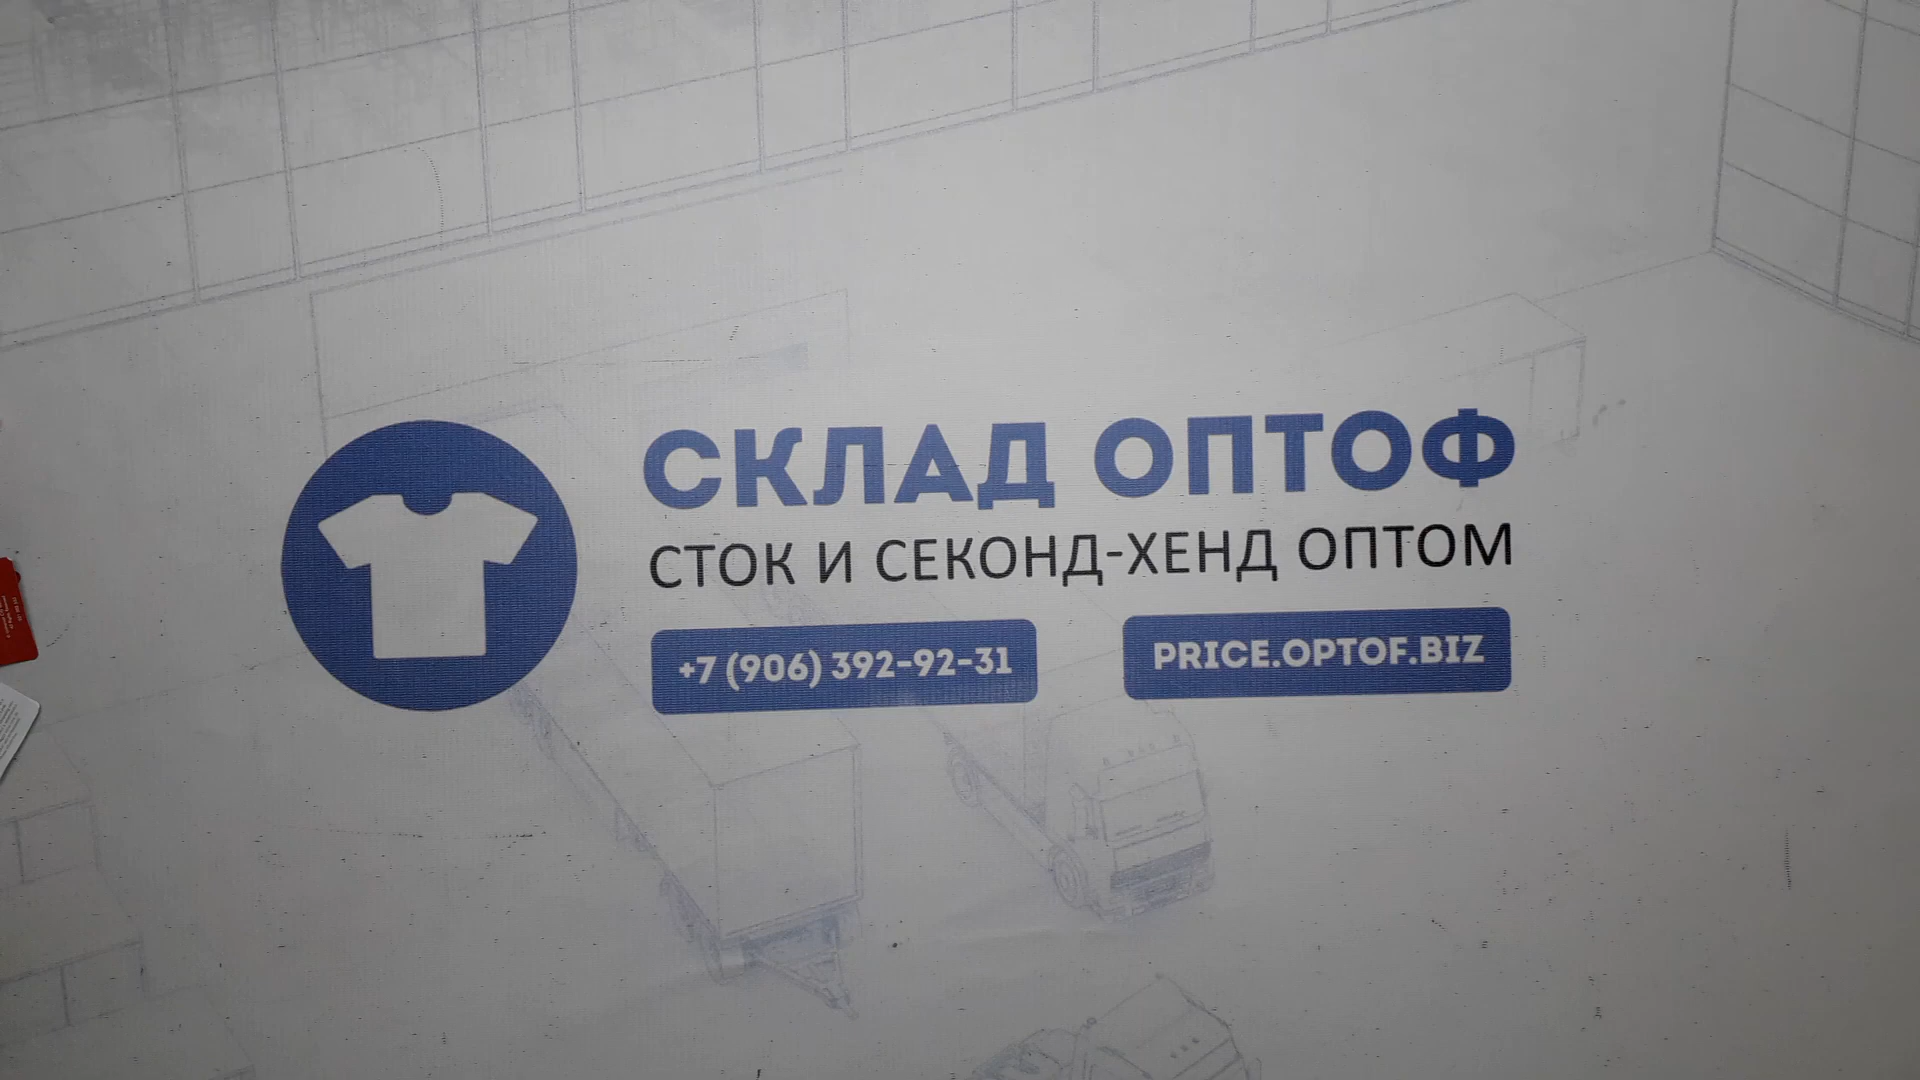 СКЛАД ОПТОФ
СТОК И СЕКОНД-ХЕНД ОПТОМ
+7 (906) 392-92-31
PRICE.OPTOF.BIZ